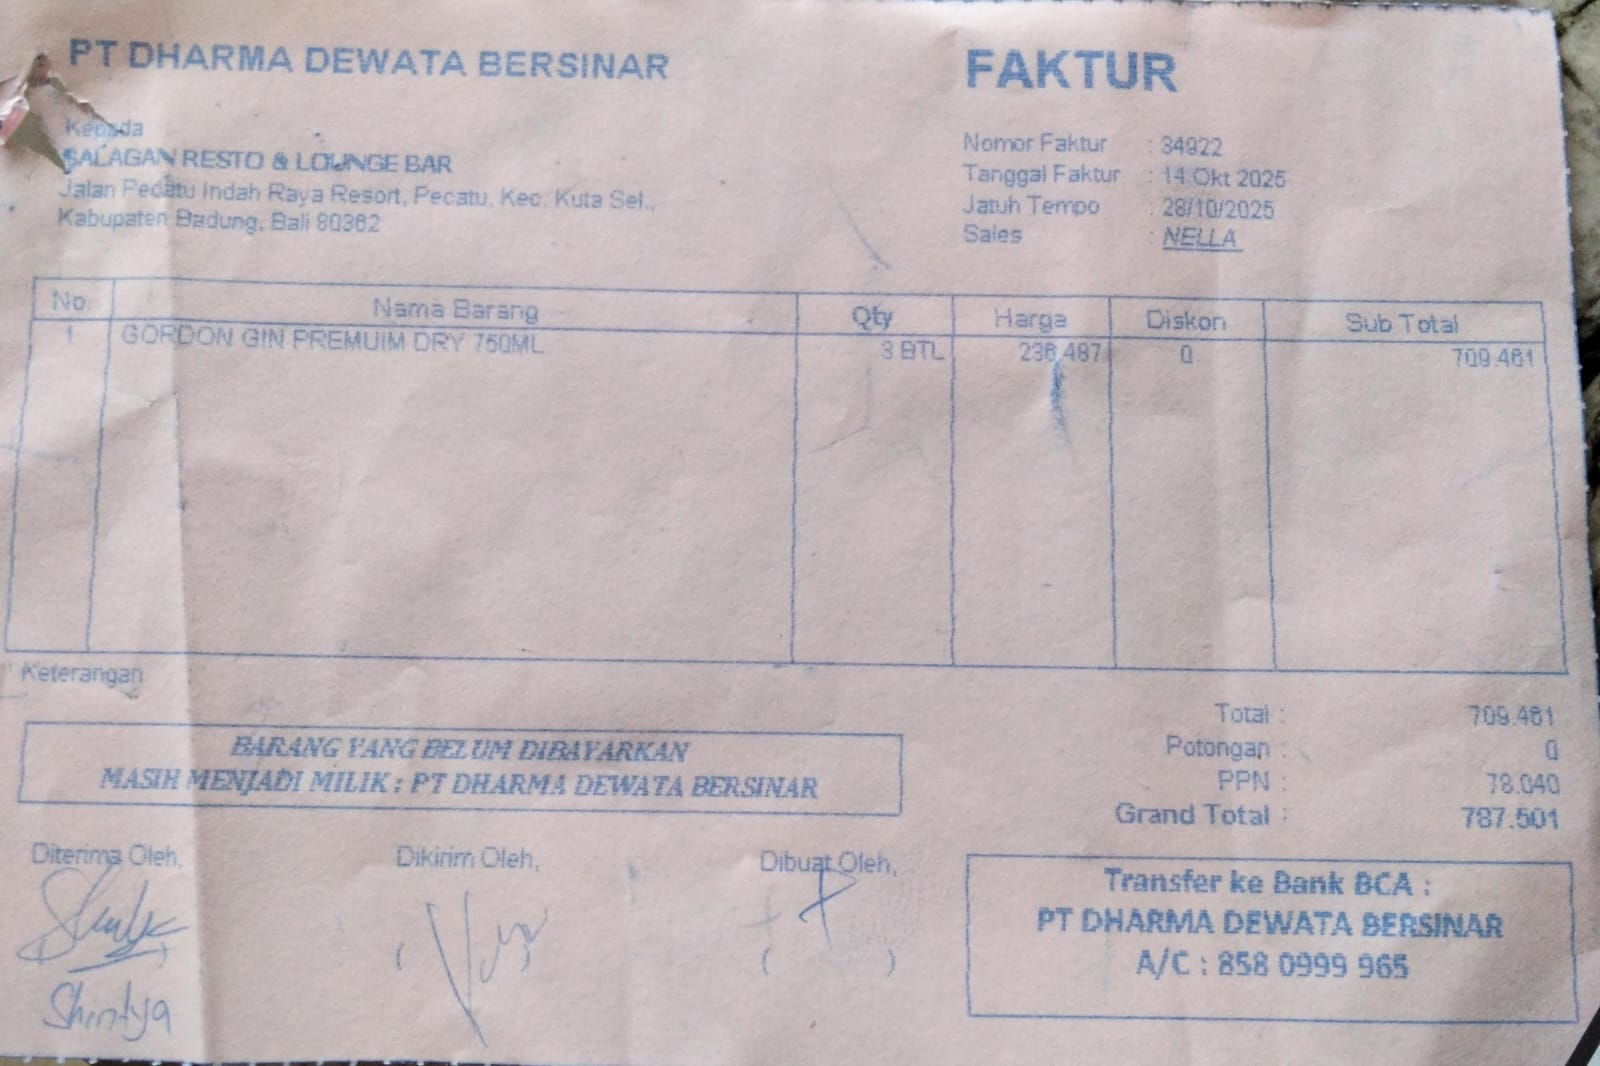 PT DHARMA DEWATA BERSINAR
FAKTUR
Kepada
SALAGAN RESTO & LOUNGE BAR
Jalan Pecatu Indah Raya Resort, Pecatu, Kec. Kuta Sel.,
Kabupaten Badung, Bali 80362
Nomor Faktur : 34922
Tanggal Faktur : 14 Okt 2025
Jatuh Tempo : 28/10/2025
Sales : NELLA
No. Nama Barang Qty Harga Diskon Sub Total
1 GORDON GIN PREMUIM DRY 750ML 3 BTL 236.487 0 709.461
Keterangan
BARANG YANG BELUM DIBAYARKAN
MASIH MENJADI MILIK : PT DHARMA DEWATA BERSINAR
Total : 709.461
Potongan : 0
PPN : 78.040
Grand Total : 787.501
Diterima Oleh, Dikirim Oleh, Dibuat Oleh,
( ) ( )
Shintya
Transfer ke Bank BCA :
PT DHARMA DEWATA BERSINAR
A/C : 858 0999 965